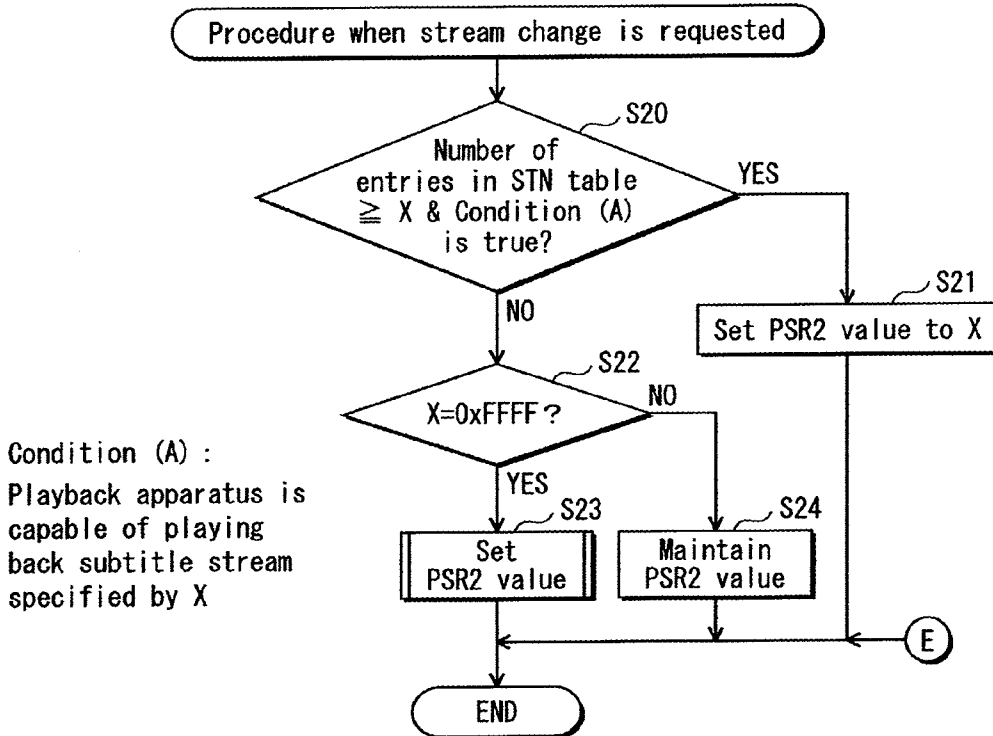 Procedure when stream change is requested
S20
Number of
entries in STN table
≧ X & Condition (A)
is true?
YES
NO
S21
Set PSR2 value to X
S22
X=0xFFFF?
NO
YES
Condition (A) :
Playback apparatus is
capable of playing
back subtitle stream
specified by X
S23
Set
PSR2 value
S24
Maintain
PSR2 value
E
END